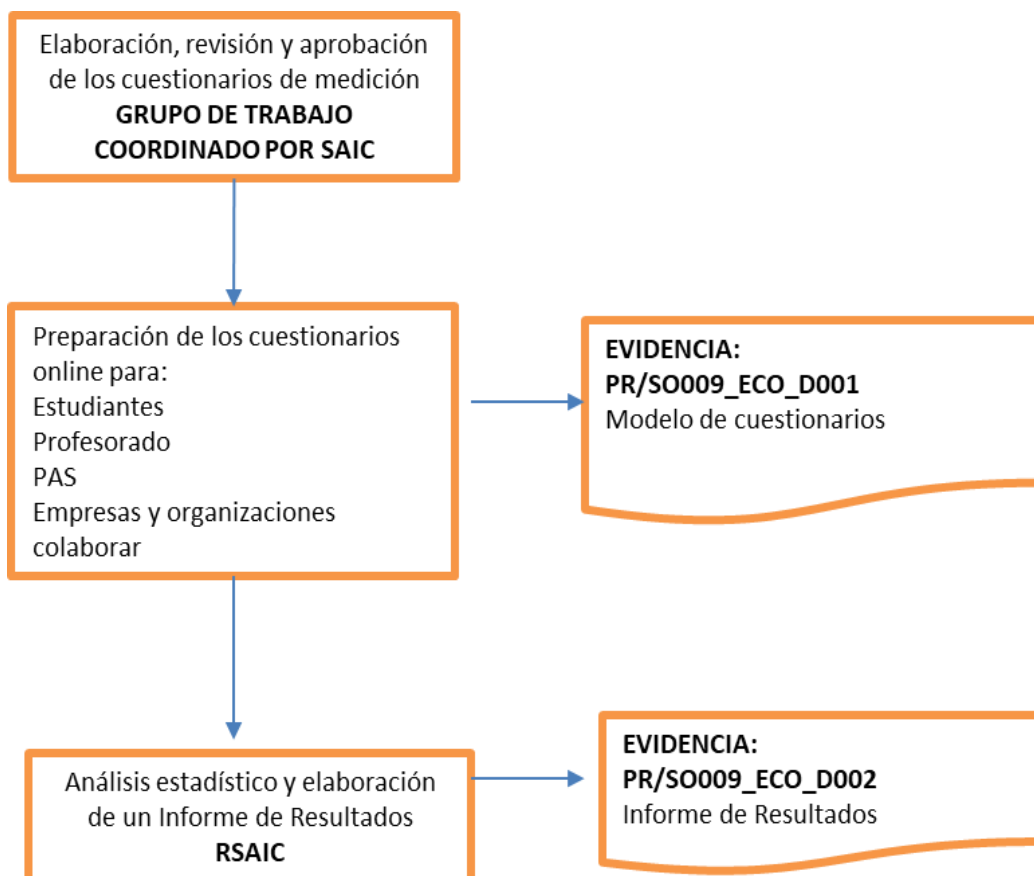 Elaboración, revisión y aprobación
de los cuestionarios de medición
GRUPO DE TRABAJO
COORDINADO POR SAIC
Preparación de los cuestionarios
online para:
Estudiantes
Profesorado
PAS
Empresas y organizaciones
colaborar
EVIDENCIA:
PR/SO009_ECO_D001
Modelo de cuestionarios
Análisis estadístico y elaboración
de un Informe de Resultados
RSAIC
EVIDENCIA:
PR/SO009_ECO_D002
Informe de Resultados